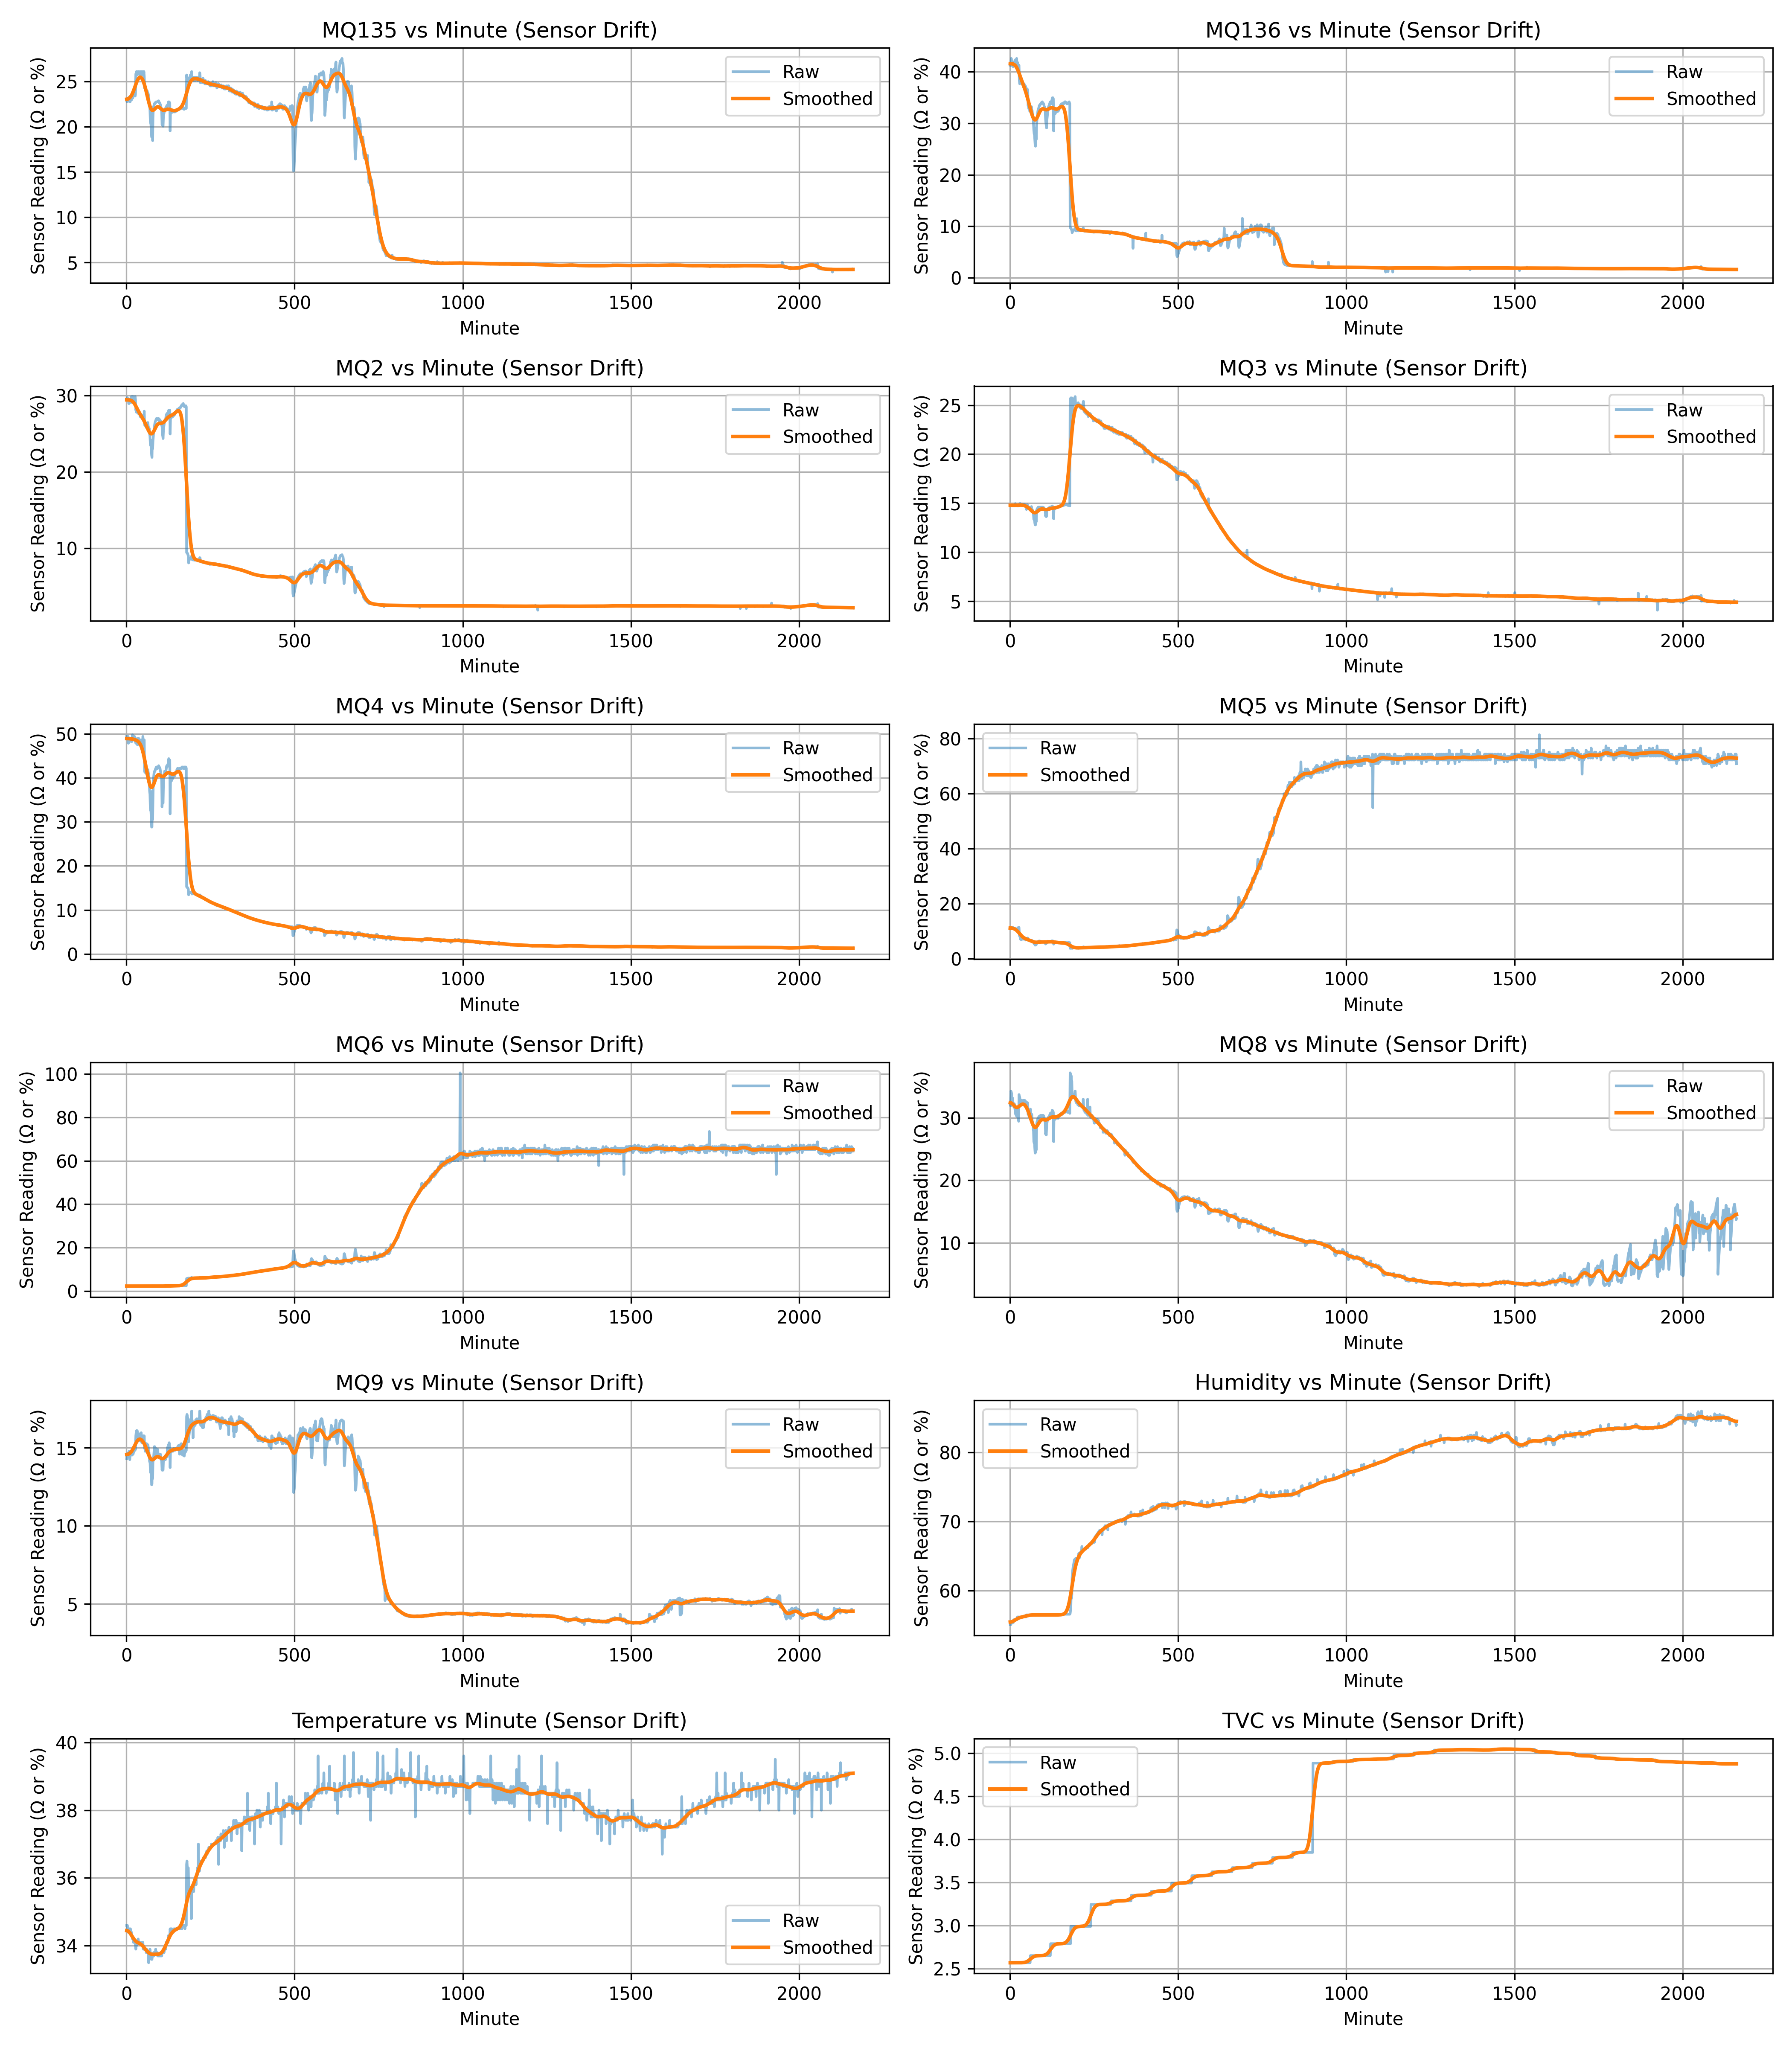 MQ135 vs Minute (Sensor Drift)
Sensor Reading (Ω or %)
25
20
15
10
5
Raw
Smoothed
0 500 1000 1500 2000
Minute
MQ136 vs Minute (Sensor Drift)
Sensor Reading (Ω or %)
40
30
20
10
0
Raw
Smoothed
0 500 1000 1500 2000
Minute
MQ2 vs Minute (Sensor Drift)
Sensor Reading (Ω or %)
30
20
10
Raw
Smoothed
0 500 1000 1500 2000
Minute
MQ3 vs Minute (Sensor Drift)
Sensor Reading (Ω or %)
25
20
15
10
5
Raw
Smoothed
0 500 1000 1500 2000
Minute
MQ4 vs Minute (Sensor Drift)
Sensor Reading (Ω or %)
50
40
30
20
10
0
Raw
Smoothed
0 500 1000 1500 2000
Minute
MQ5 vs Minute (Sensor Drift)
Sensor Reading (Ω or %)
80
60
40
20
0
Raw
Smoothed
0 500 1000 1500 2000
Minute
MQ6 vs Minute (Sensor Drift)
Sensor Reading (Ω or %)
100
80
60
40
20
0
Raw
Smoothed
0 500 1000 1500 2000
Minute
MQ8 vs Minute (Sensor Drift)
Sensor Reading (Ω or %)
30
20
10
Raw
Smoothed
0 500 1000 1500 2000
Minute
MQ9 vs Minute (Sensor Drift)
Sensor Reading (Ω or %)
15
10
5
Raw
Smoothed
0 500 1000 1500 2000
Minute
Humidity vs Minute (Sensor Drift)
Sensor Reading (Ω or %)
80
70
60
Raw
Smoothed
0 500 1000 1500 2000
Minute
Temperature vs Minute (Sensor Drift)
Sensor Reading (Ω or %)
40
38
36
34
Raw
Smoothed
0 500 1000 1500 2000
Minute
TVC vs Minute (Sensor Drift)
Sensor Reading (Ω or %)
5.0
4.5
4.0
3.5
3.0
2.5
Raw
Smoothed
0 500 1000 1500 2000
Minute